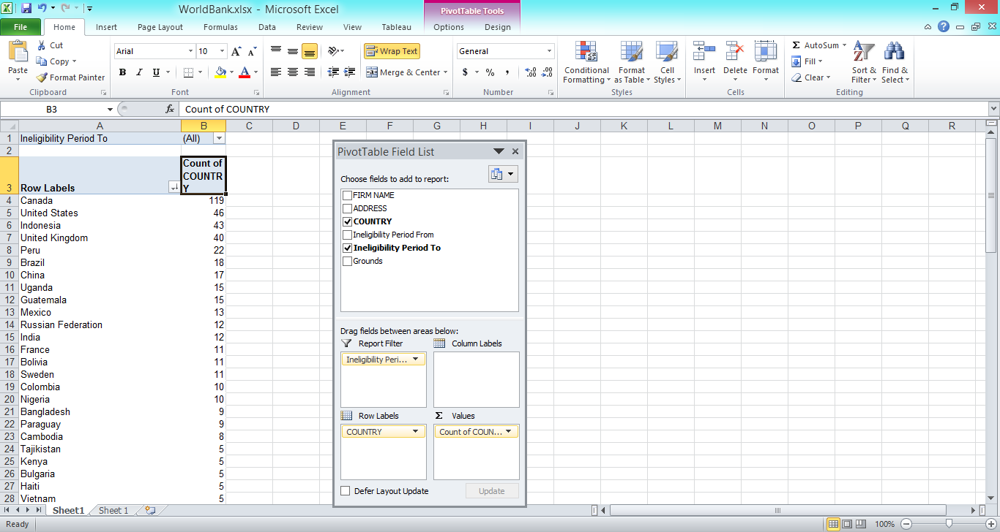 WorldBank.xlsx - Microsoft Excel
PivotTable Tools
File Home Insert Page Layout Formulas Data Review View Tableau Options Design
Paste
Cut
Copy
Format Painter
Clipboard
Arial 10
B I U
Font
Wrap Text
Merge & Center
Alignment
General
$ % ,
Number
Conditional Formatting
Format as Table
Cell Styles
Styles
Insert Delete Format
Cells
Σ AutoSum
Fill
Clear
Sort & Filter
Find & Select
Editing
B3 fx Count of COUNTRY
A B C D E F G H I J K L M N O P Q R
1 Ineligibility Period To (All)
2
3 Row Labels Count of COUNTRY
4 Canada 119
5 United States 46
6 Indonesia 43
7 United Kingdom 40
8 Peru 22
9 Brazil 18
10 China 17
11 Uganda 15
12 Guatemala 15
13 Mexico 13
14 Russian Federation 12
15 India 12
16 France 11
17 Bolivia 11
18 Sweden 11
19 Colombia 10
20 Nigeria 10
21 Bangladesh 9
22 Paraguay 9
23 Cambodia 8
24 Tajikistan 5
25 Kenya 5
26 Bulgaria 5
27 Haiti 5
28 Vietnam 5
PivotTable Field List
Choose fields to add to report:
FIRM NAME
ADDRESS
COUNTRY
Ineligibility Period From
Ineligibility Period To
Grounds
Drag fields between areas below:
Report Filter
Column Labels
Ineligibility Peri...
Row Labels
Σ Values
COUNTRY
Count of COUN...
Defer Layout Update
Update
Sheet1 Sheet 1
Ready
100%